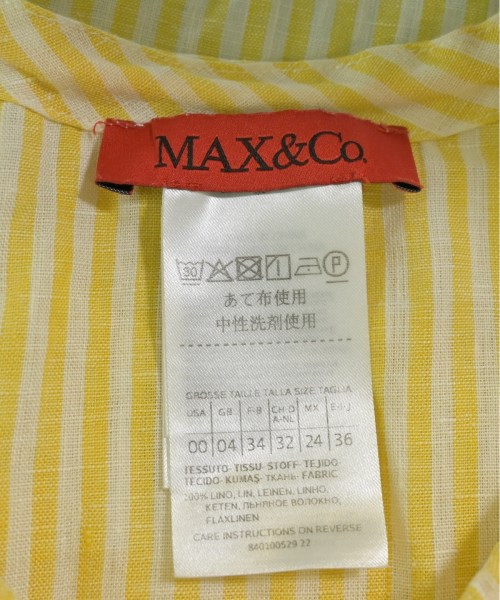 MAX&Co.
30 P
あて布使用
中性洗剤使用
GROSSE TAILLE TALLA SIZE TAGLIA
USA GB F-B CH-D A-NL MX E-I-J
00 04 34 32 24 36
TESSUTO- TISSU- STOFF- TEJIDO
TECIDO- KUMAŞ- ТКАНЬ- FABRIC
100% LINO, LIN, LEINEN, LINHO,
KETEN, ЛЬНЯНОЕ ВОЛОКНО,
FLAXLINEN
CARE INSTRUCTIONS ON REVERSE
840100529 22